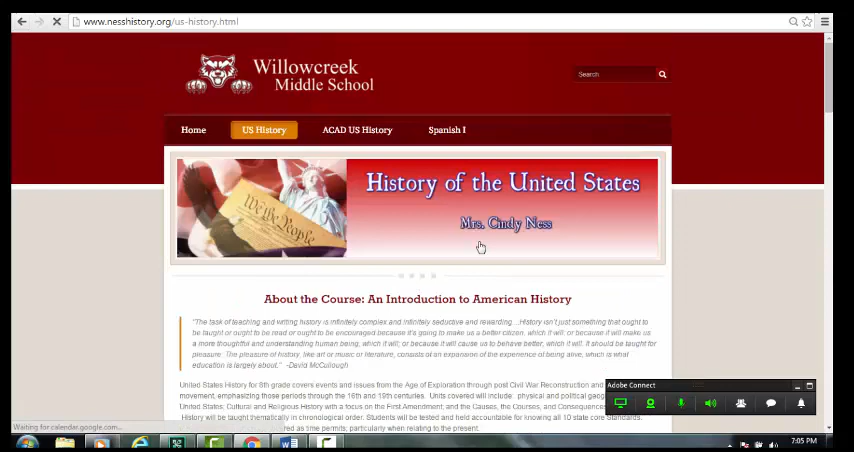 www.nesshistory.org/us-history.html
Willowcreek
Middle School
Search
Home US History ACAD US History Spanish I
We the People
History of the United States
Mrs. Cindy Ness
About the Course: An Introduction to American History
"The task of teaching and writing history is infinitely complex and infinitely seductive and rewarding....History isn't just something that ought to
be taught or ought to be read or ought to be encouraged because it's going to make us a better citizen, which it will; or because it will make us
a more thoughtful and understanding human being, which it will; or because it will cause us to behave better, which it will. It should be taught for
pleasure. The pleasure of history, like art or music or literature, consists of an expansion of the experience of being alive, which is what
education is largely about." -David McCullough
United States History for 8th grade covers events and issues from the Age of Exploration through post Civil War Reconstruction and
movement, emphasizing those periods through the 16th and 19th centuries. Units covered will include: physical and political geog
United States; Cultural and Religious History with a focus on the First Amendment; and the Causes, the Courses, and Consequences
History will be taught thematically in chronological order. Students will be tested and held accountable for knowing all 10 state core Standards.
ed as time permits; particularly when relating to the present.
Adobe Connect
Waiting for calendar.google.com...
7:05 PM